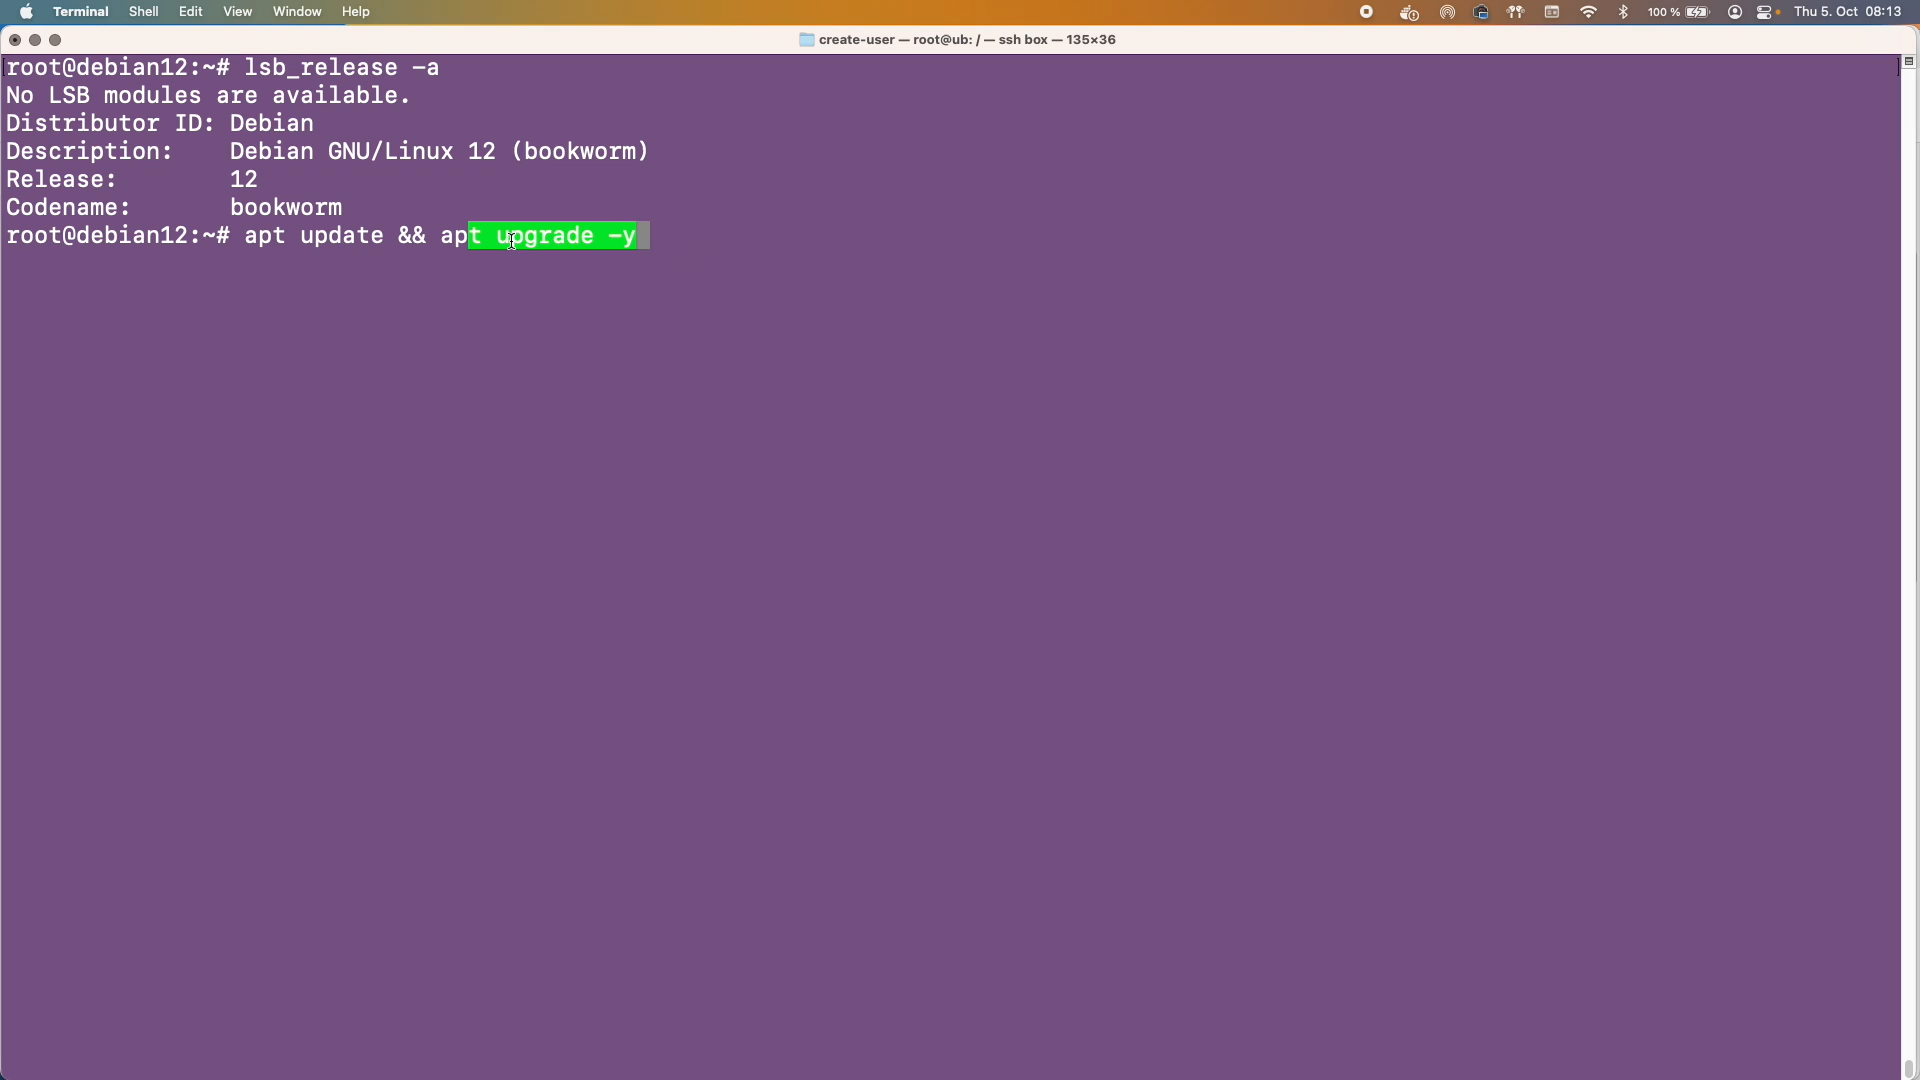 Terminal Shell Edit View Window Help 100 % Thu 5. Oct 08:13
create-user — root@ub: / — ssh box — 135×36
root@debian12:~# lsb_release -a
No LSB modules are available.
Distributor ID: Debian
Description: Debian GNU/Linux 12 (bookworm)
Release: 12
Codename: bookworm
root@debian12:~# apt update && apt upgrade -y